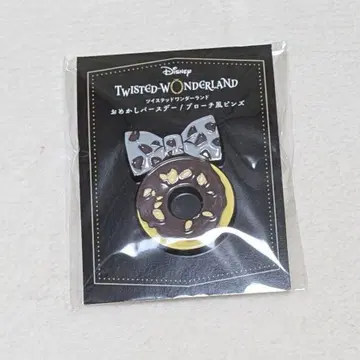 Disney
TWISTED-WONDERLAND
ツイステッドワンダーランド
おめかしバースデー/ブローチ風ピンズ